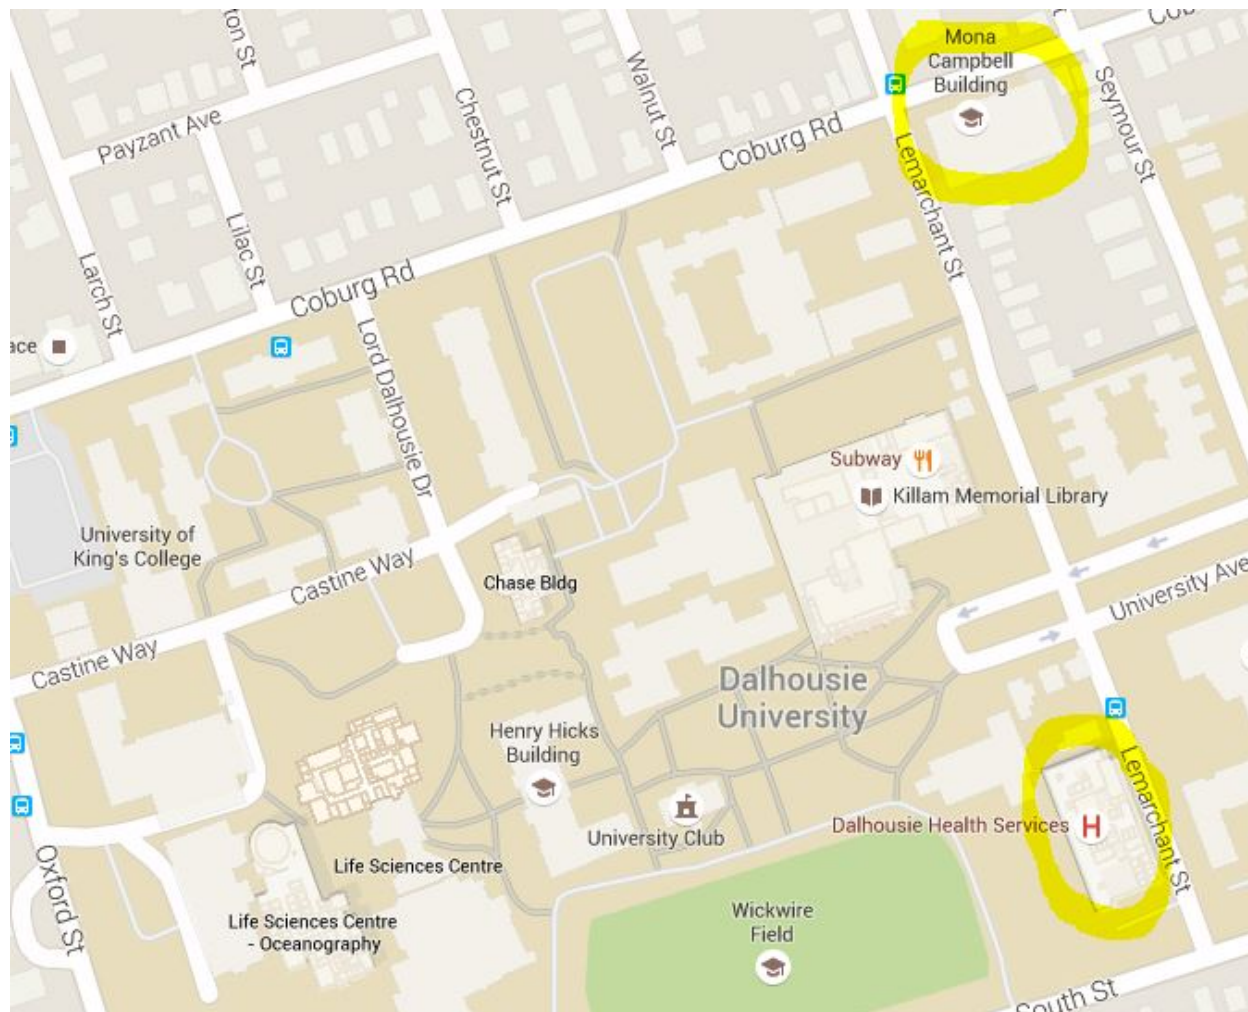 Mona
Campbell
Building
Walnut St
Seymour St
Chestnut St
Payzant Ave
Coburg Rd
Lemarchant St
Lilac St
Larch St
Coburg Rd
Lord Dalhousie Dr
Subway
Killam Memorial Library
University of
King's College
Castine Way
Chase Bldg
University Ave
Castine Way
Dalhousie
University
Henry Hicks
Building
Lemarchant St
Dalhousie Health Services
H
University Club
Life Sciences Centre
Oxford St
Wickwire
Field
Life Sciences Centre
- Oceanography
South St